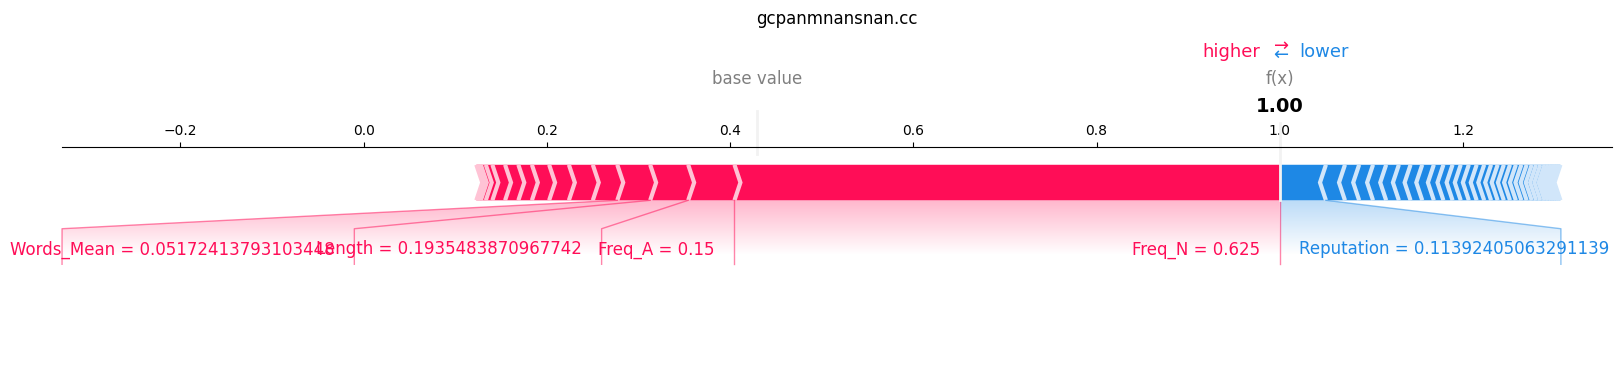 gcpanmnansnan.cc
higher ⇄ lower
base value f(x)
1.00
−0.2 0.0 0.2 0.4 0.6 0.8 1.0 1.2
Words_Mean = 0.05172413793103448 Length = 0.1935483870967742 Freq_A = 0.15 Freq_N = 0.625 Reputation = 0.11392405063291139